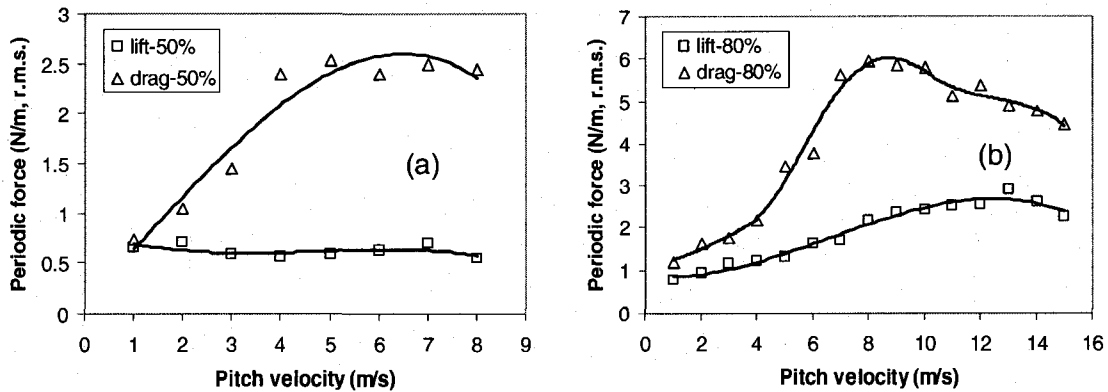 Periodic force (N/m, r.m.s.)
3
2.5
2
1.5
1
0.5
0
lift-50%
drag-50%
(a)
0 1 2 3 4 5 6 7 8 9
Pitch velocity (m/s)
Periodic force (N/m, r.m.s.)
7
6
5
4
3
2
1
0
lift-80%
drag-80%
(b)
0 2 4 6 8 10 12 14 16
Pitch velocity (m/s)